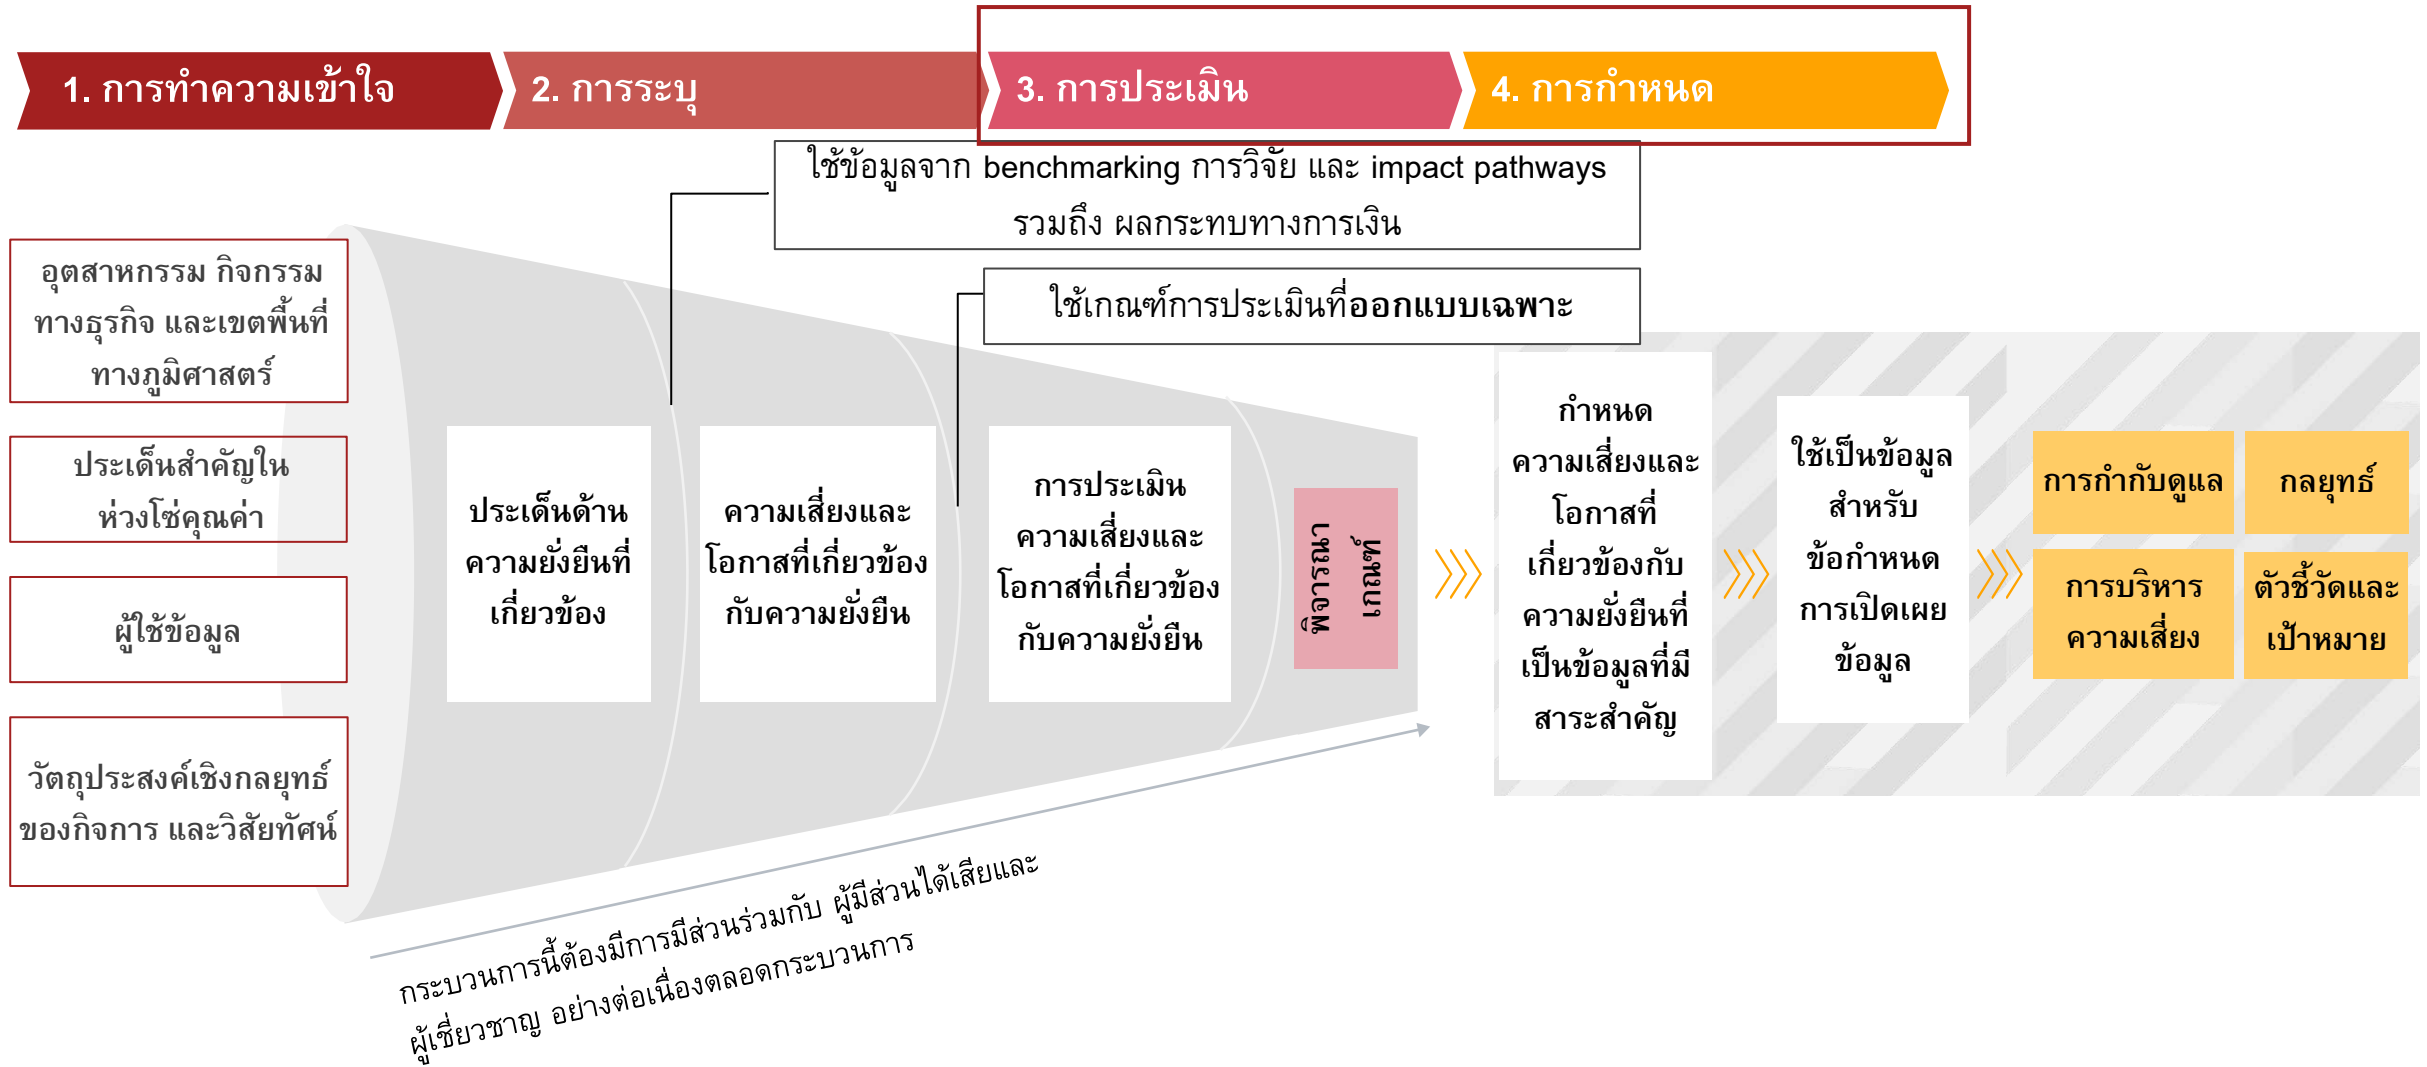 1. การทำความเข้าใจ
2. การระบุ
3. การประเมิน
4. การกำหนด
ใช้ข้อมูลจาก benchmarking การวิจัย และ impact pathways
รวมถึง ผลกระทบทางการเงิน
ใช้เกณฑ์การประเมินที่ออกแบบเฉพาะ
อุตสาหกรรม กิจกรรม
ทางธุรกิจ และเขตพื้นที่
ทางภูมิศาสตร์
ประเด็นสำคัญใน
ห่วงโซ่คุณค่า
ผู้ใช้ข้อมูล
วัตถุประสงค์เชิงกลยุทธ์
ของกิจการ และวิสัยทัศน์
ประเด็นด้าน
ความยั่งยืนที่
เกี่ยวข้อง
ความเสี่ยงและ
โอกาสที่เกี่ยวข้อง
กับความยั่งยืน
การประเมิน
ความเสี่ยงและ
โอกาสที่เกี่ยวข้อง
กับความยั่งยืน
พิจารณา
เกณฑ์
กำหนด
ความเสี่ยงและ
โอกาสที่
เกี่ยวข้องกับ
ความยั่งยืนที่
เป็นข้อมูลที่มี
สาระสำคัญ
ใช้เป็นข้อมูล
สำหรับ
ข้อกำหนด
การเปิดเผย
ข้อมูล
การกำกับดูแล
กลยุทธ์
การบริหาร
ความเสี่ยง
ตัวชี้วัดและ
เป้าหมาย
กระบวนการนี้ต้องมีการมีส่วนร่วมกับ ผู้มีส่วนได้เสียและ
ผู้เชี่ยวชาญ อย่างต่อเนื่องตลอดกระบวนการ